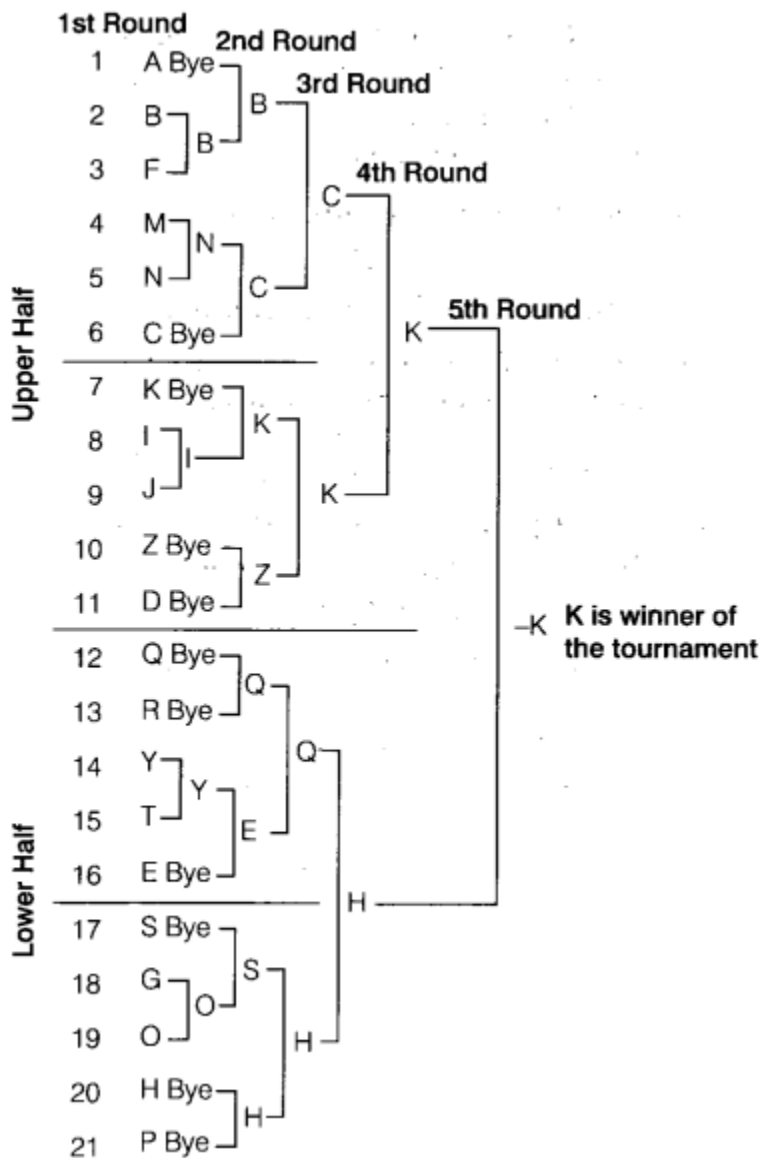 1st Round
2nd Round
3rd Round
4th Round
5th Round
Upper Half
Lower Half
1 A Bye
B
2 B
B
3 F
C
4 M
N
5 N
C
6 C Bye
K
7 K Bye
K
8 I
I
9 J
K
10 Z Bye
Z
11 D Bye
–K K is winner of
the tournament
12 Q Bye
Q
13 R Bye
Q
14 Y
Y
15 T
E
16 E Bye
H
17 S Bye
S
18 G
O
19 O
H
20 H Bye
H
21 P Bye